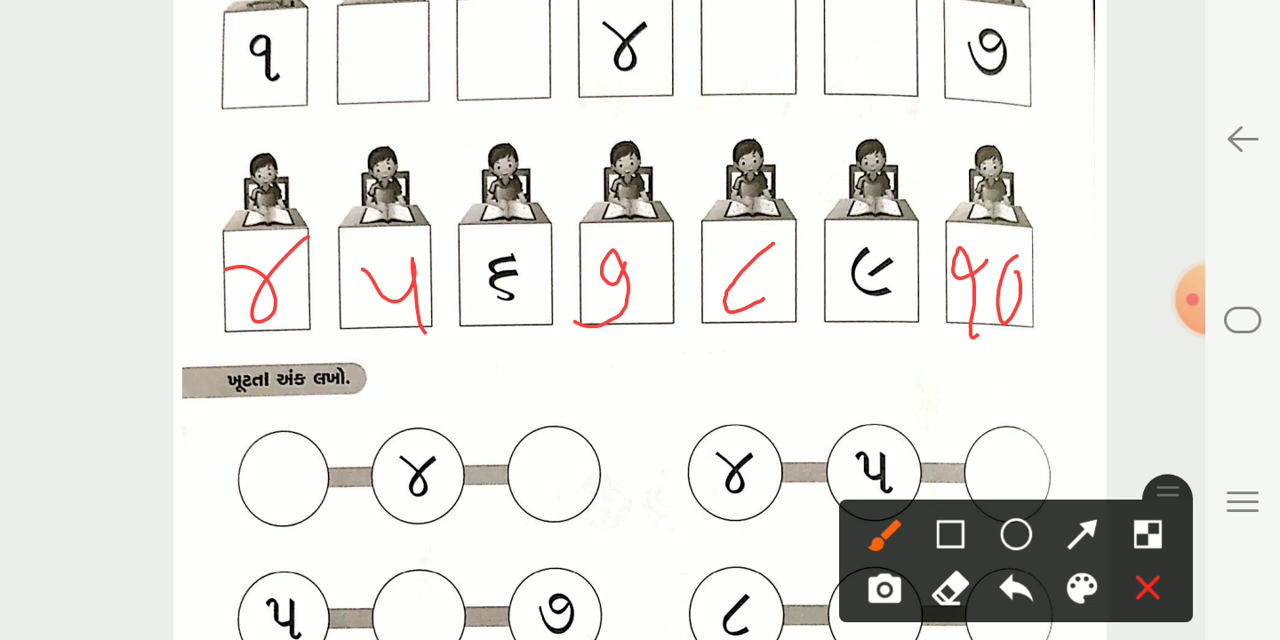 ૧ ૪ ૭
૪ ૫ ૬ ૭ ૮ ૯ ૧૦
ખૂટતા અંક લખો.
૪ ૪ ૫
૫ ૭ ૮